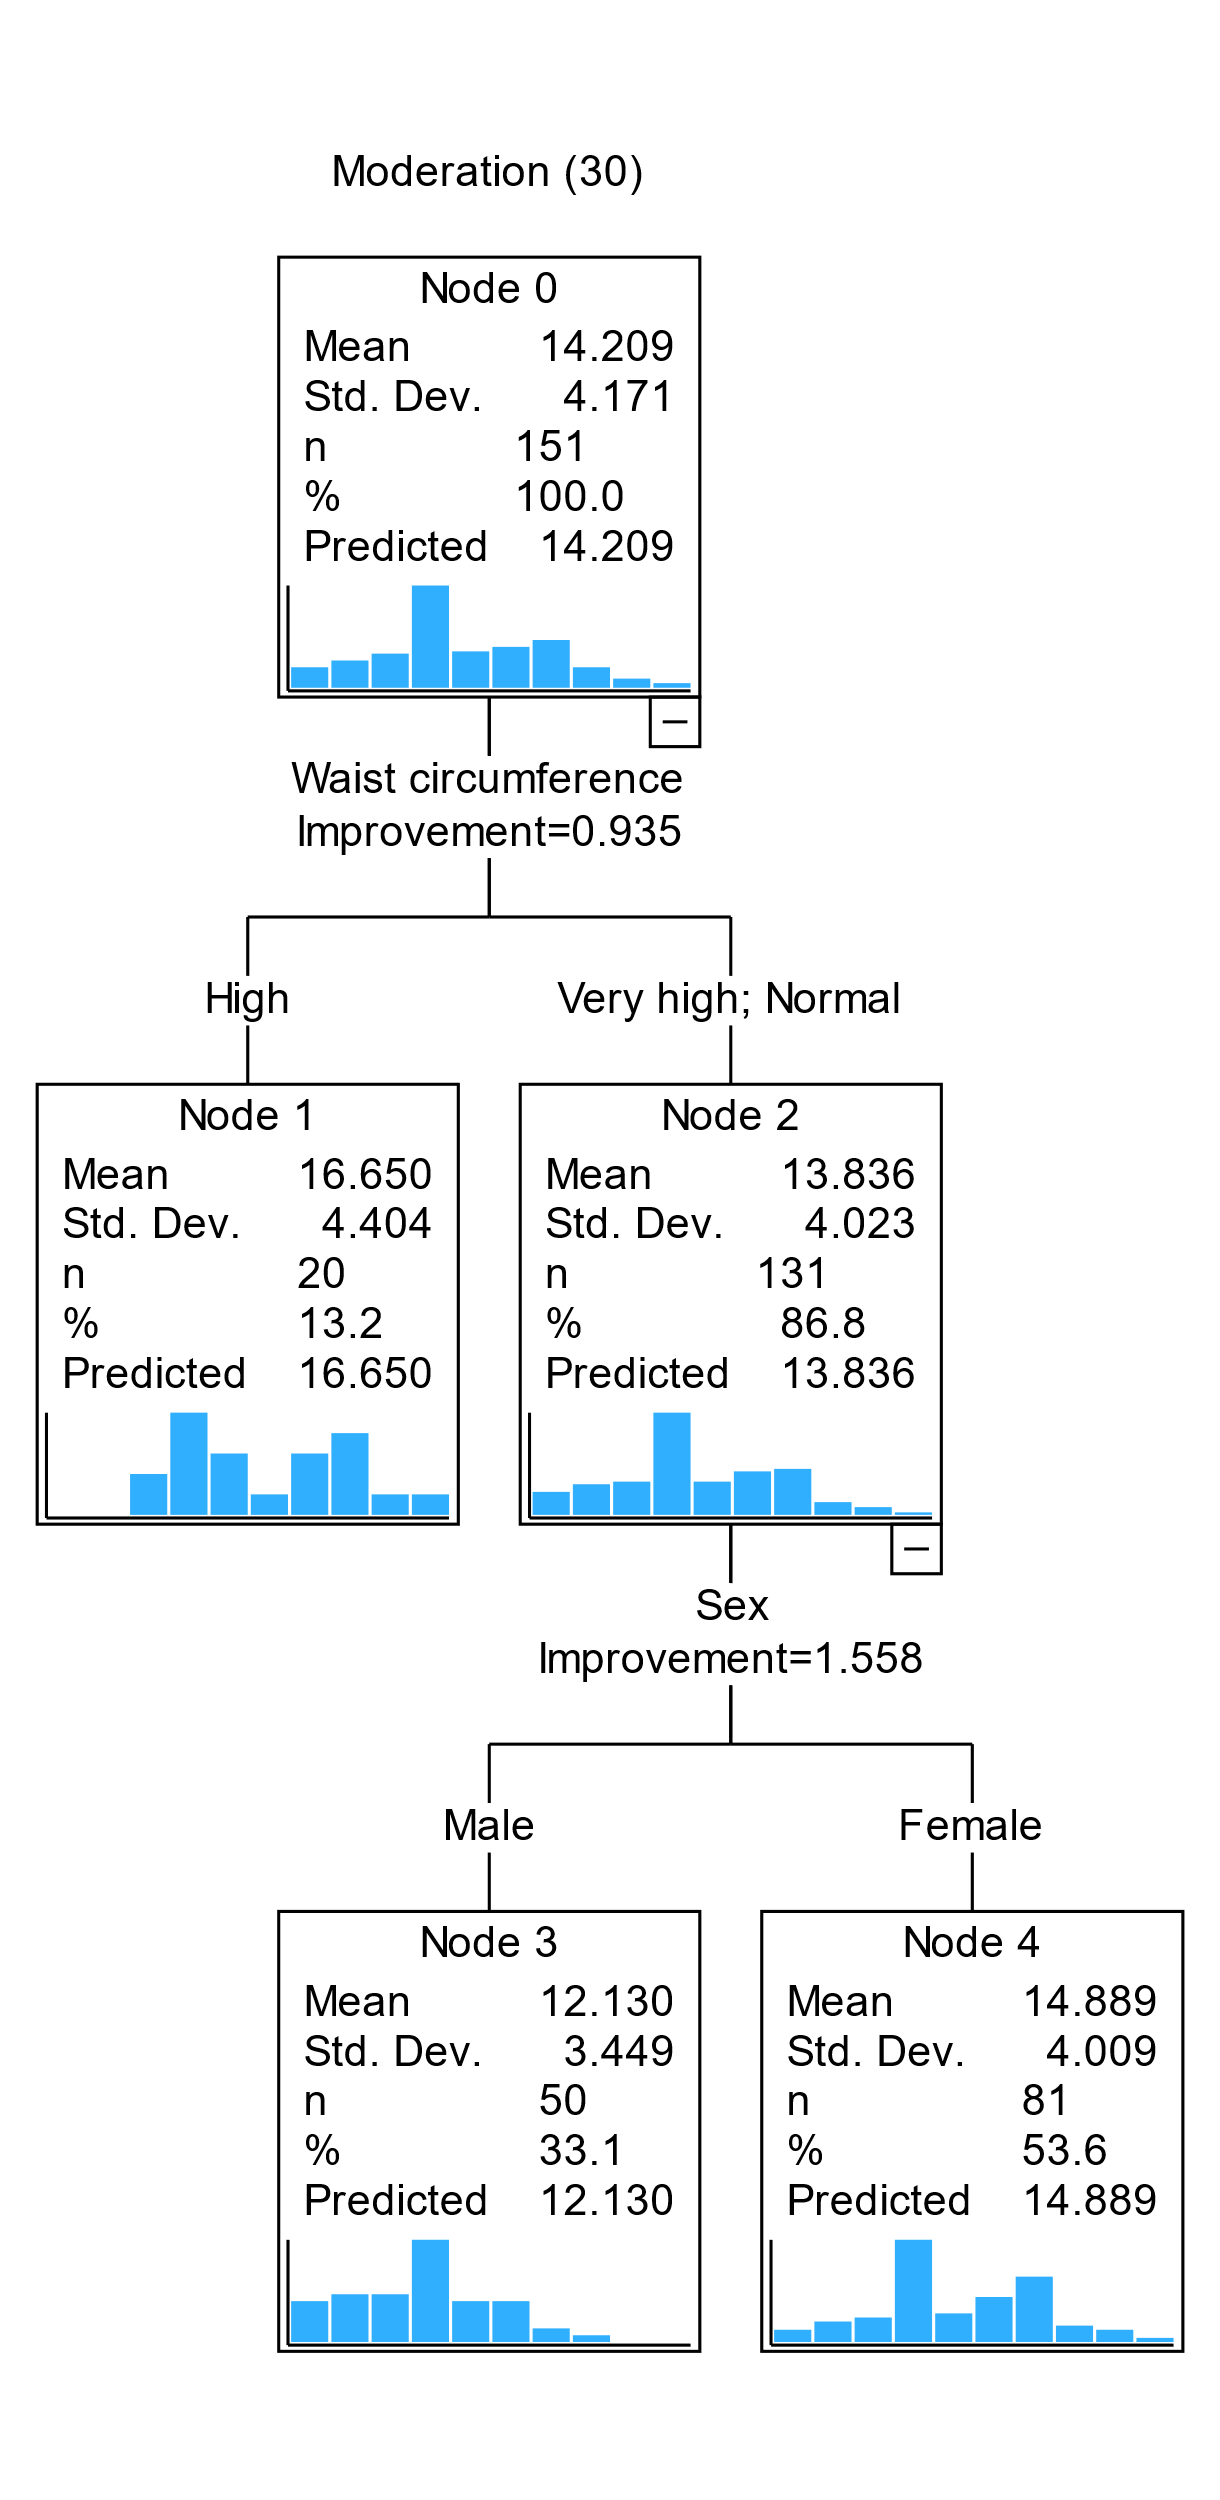 Moderation (30)
Node 0
Mean 14.209
Std. Dev. 4.171
n 151
% 100.0
Predicted 14.209
Waist circumference
Improvement=0.935
High
Very high; Normal
Node 1
Mean 16.650
Std. Dev. 4.404
n 20
% 13.2
Predicted 16.650
Node 2
Mean 13.836
Std. Dev. 4.023
n 131
% 86.8
Predicted 13.836
Sex
Improvement=1.558
Male
Female
Node 3
Mean 12.130
Std. Dev. 3.449
n 50
% 33.1
Predicted 12.130
Node 4
Mean 14.889
Std. Dev. 4.009
n 81
% 53.6
Predicted 14.889